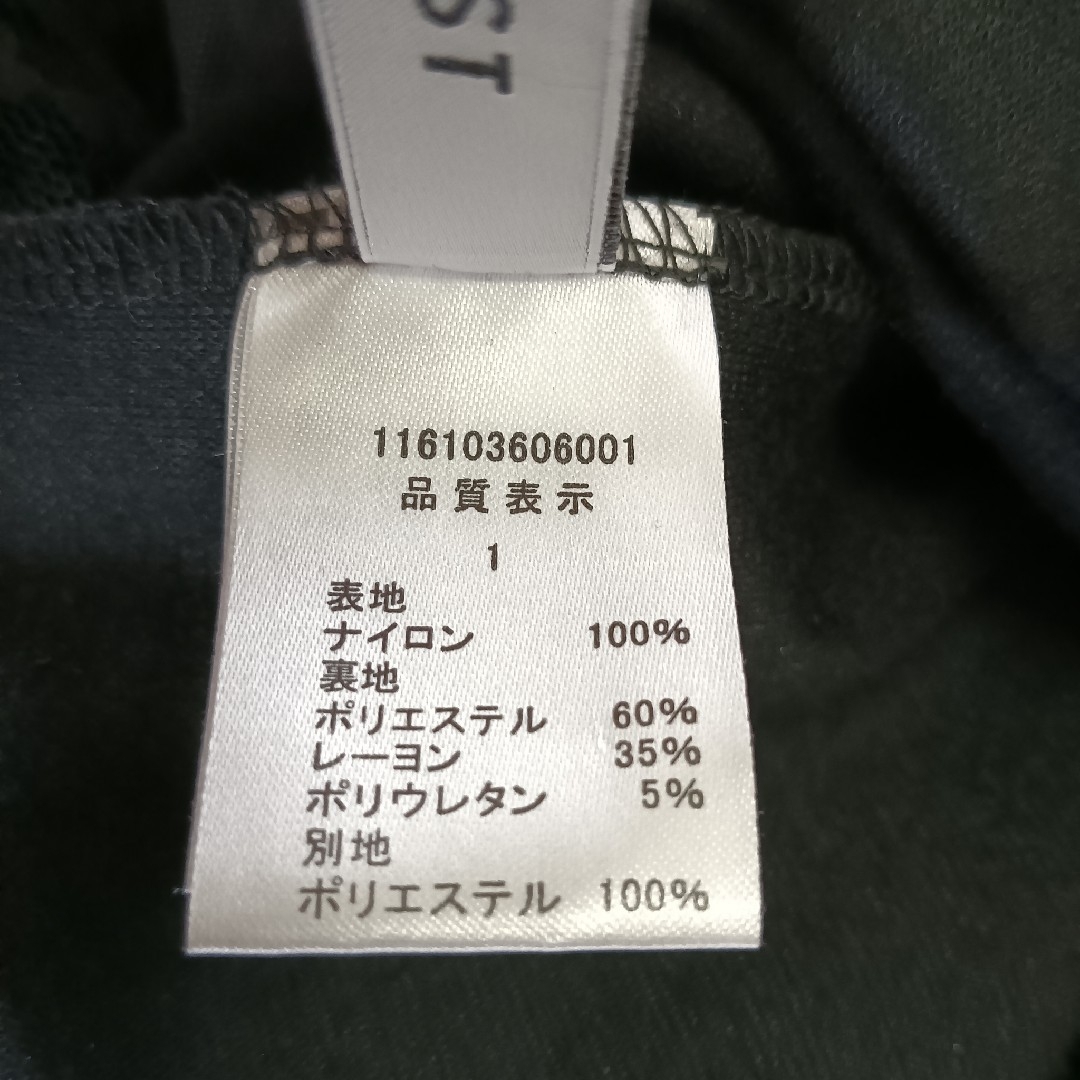 ST
116103606001
品質表示
1
表地
ナイロン 100%
裏地
ポリエステル 60%
レーヨン 35%
ポリウレタン 5%
別地
ポリエステル 100%